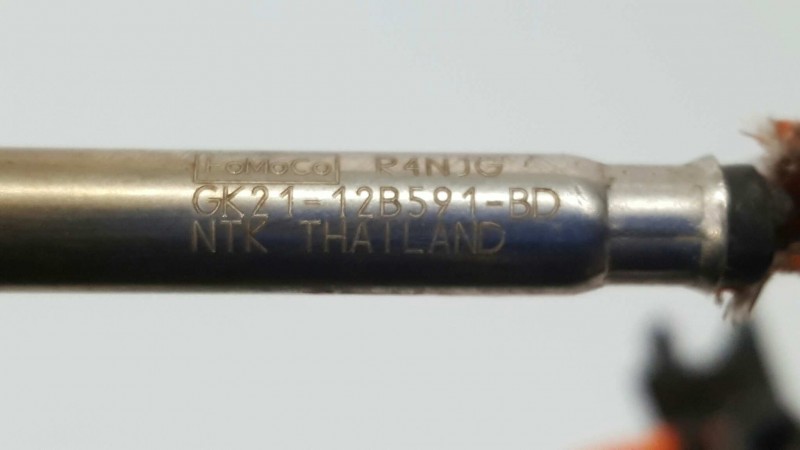 FoMoCo R4NJG
GK21-12B591-BD
NTK THAILAND